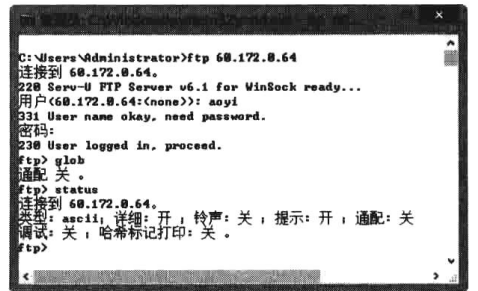 C:\Users\Administrator>ftp 60.172.0.64
连接到 60.172.0.64。
220 Serv-U FTP Server v6.1 for WinSock ready...
用户(60.172.0.64:(none)): aoyi
331 User name okay, need password.
密码:
230 User logged in, proceed.
ftp> glob
通配 关 。
ftp> status
连接到 60.172.0.64。
类型: ascii; 详细: 开 ; 铃声: 关 ; 提示: 开 ; 通配: 关
调试: 关 ; 哈希标记打印: 关 。
ftp>